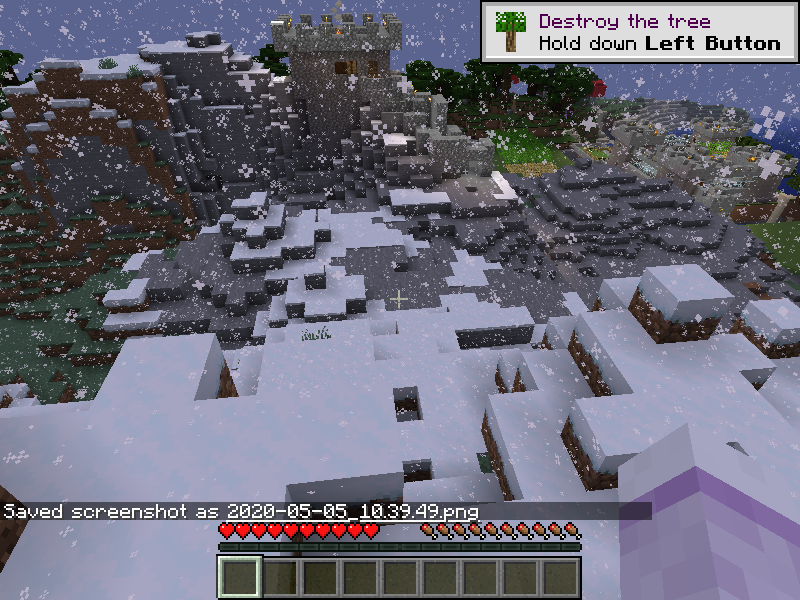 Destroy the tree
Hold down Left Button
Saved screenshot as 2020-05-05_10.39.49.png